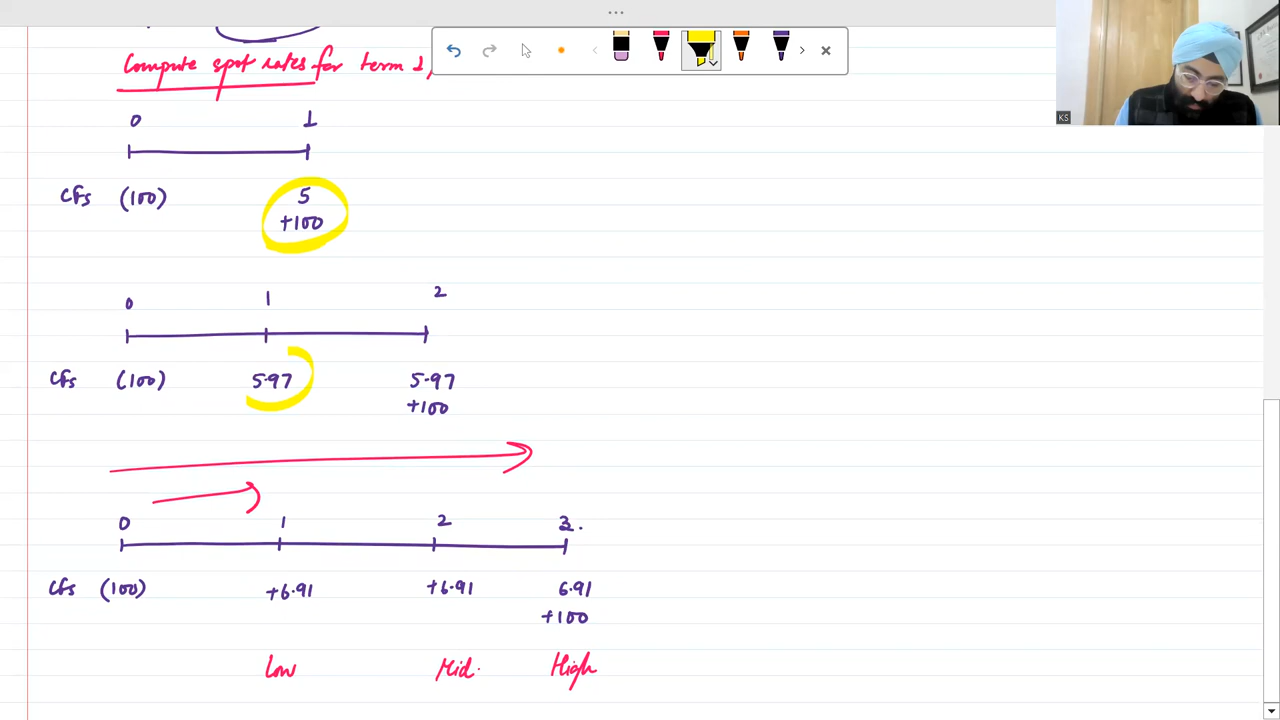 Compute spot rates for term 1,
0 1
CFs (100) 5
+100
0 1 2
CFs (100) 5.97 5.97
+100
0 1 2 3.
CFs (100) +6.91 +6.91 6.91
+100
Low Mid. High
KS